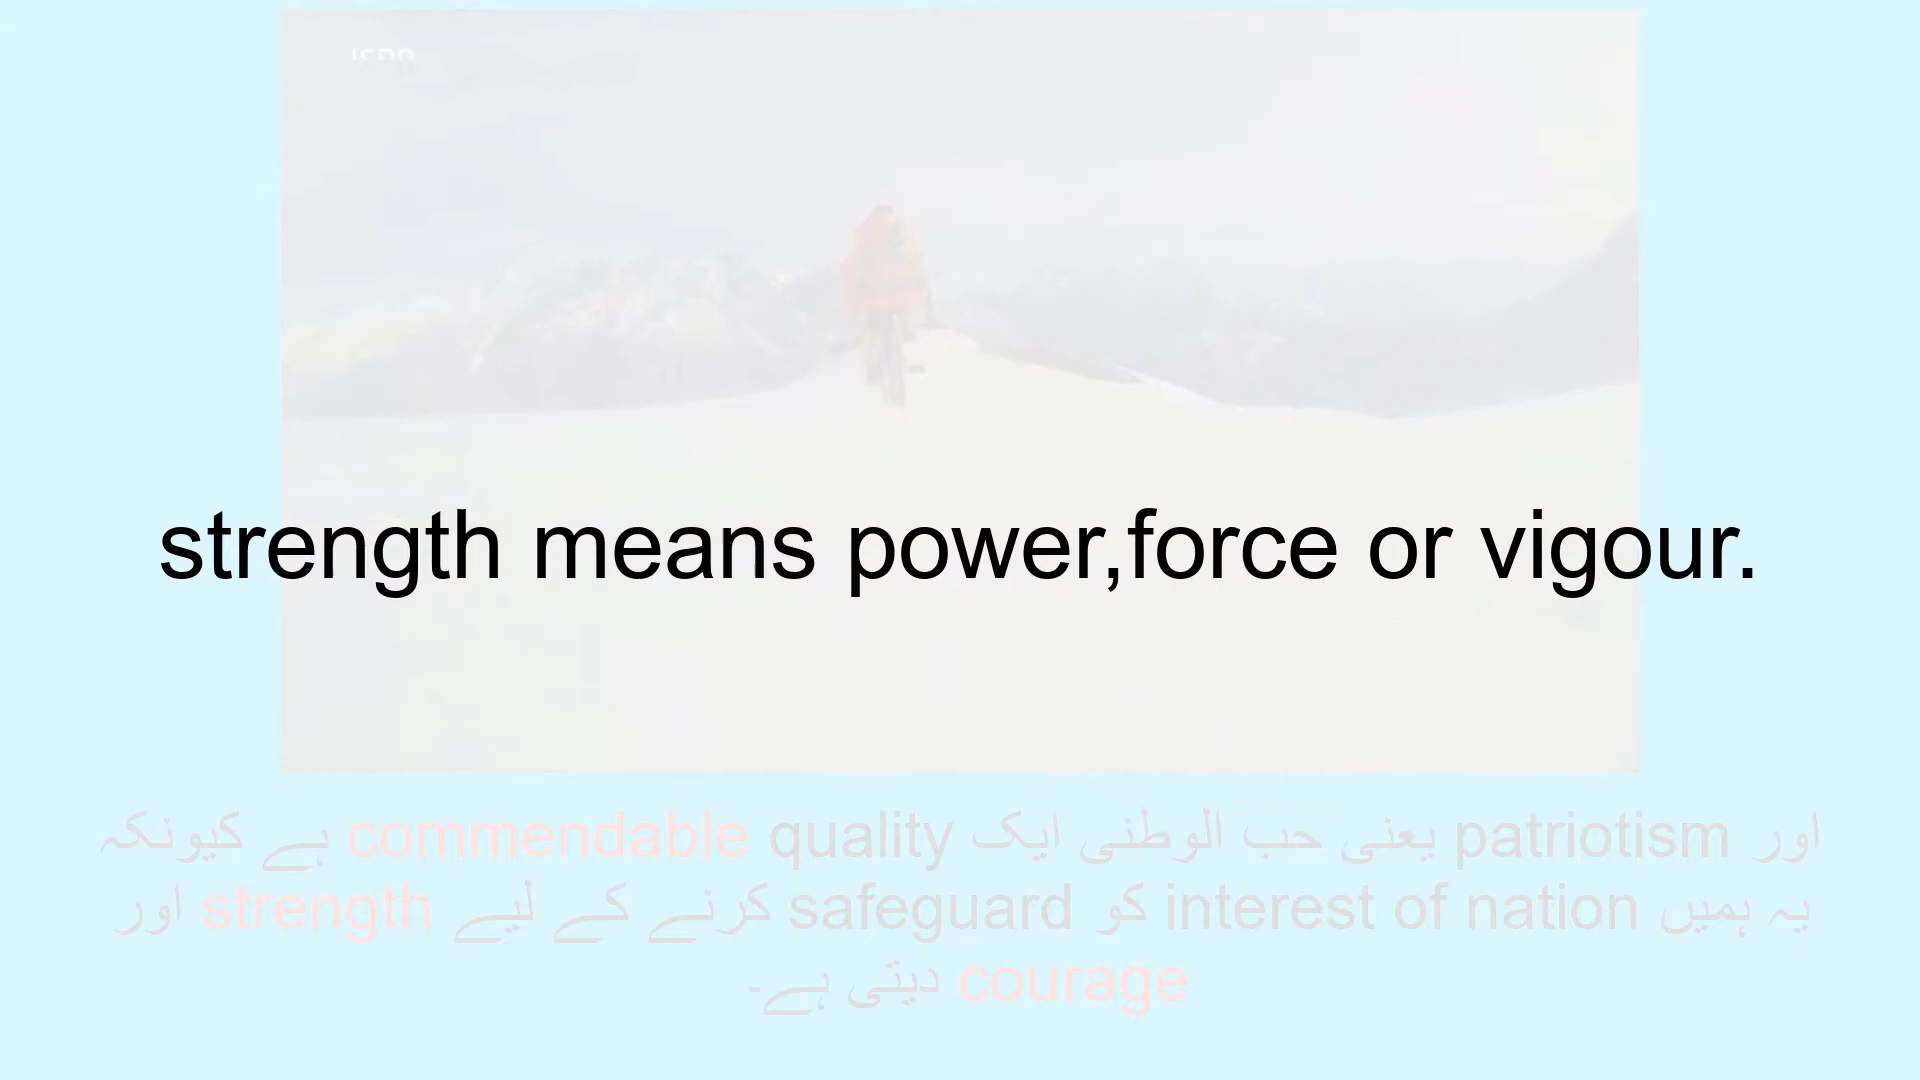 strength means power,force or vigour.
اور patriotism یعنی حب الوطنی ایک quality commendable ہے کیونکہ
یہ ہمیں interest of nation کو safeguard کرنے کے لیے strength اور
courage دیتی ہے۔